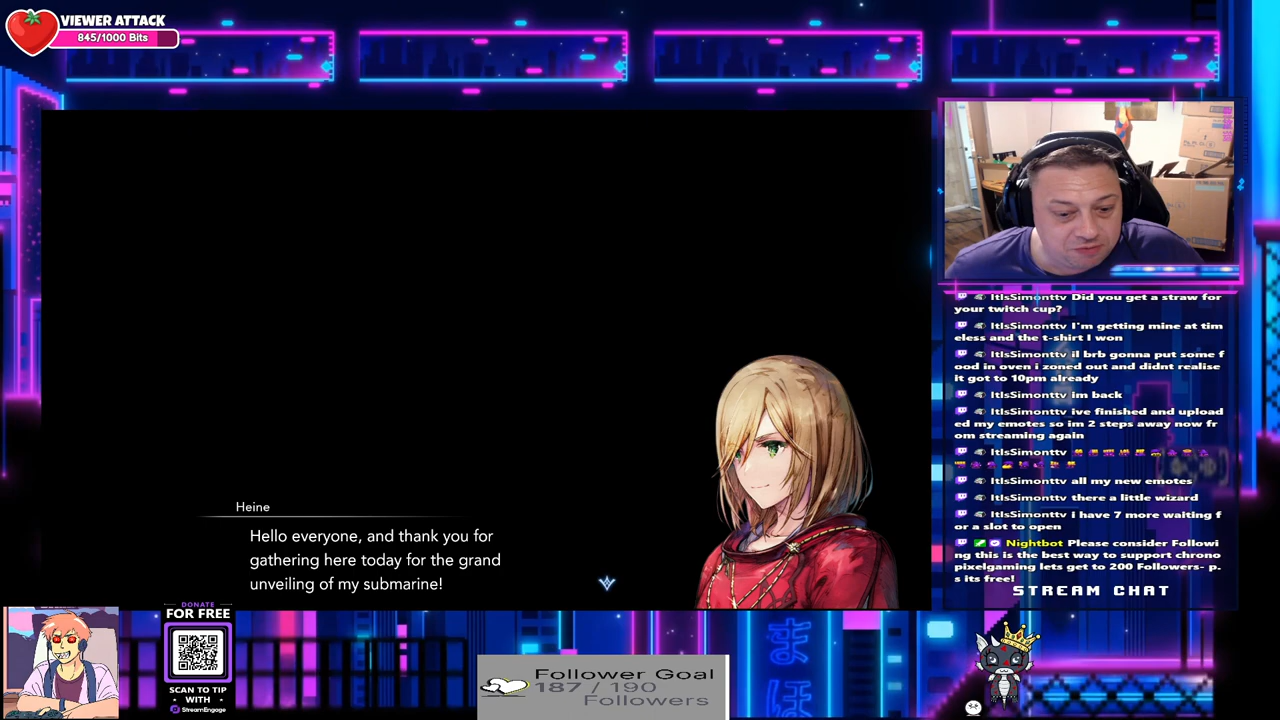 VIEWER ATTACK
845/1000 Bits
ItIsSimonttv Did you get a straw for
your twitch cup?
ItIsSimonttv I'm getting mine at tim
eless and the t-shirt I won
ItIsSimonttv il brb gonna put some f
ood in oven i zoned out and didnt realise
it got to 10pm already
ItIsSimonttv im back
ItIsSimonttv ive finished and upload
ed my emotes so im 2 steps away now fr
om streaming again
ItIsSimonttv
ItIsSimonttv all my new emotes
ItIsSimonttv there a little wizard
ItIsSimonttv i have 7 more waiting f
or a slot to open
Nightbot Please consider Followi
ng this is the best way to support chrono
pixelgaming lets get to 200 Followers- p.
s its free!
STREAM CHAT
Heine
Hello everyone, and thank you for
gathering here today for the grand
unveiling of my submarine!
DONATE
FOR FREE
SCAN TO TIP
- WITH -
StreamEngage
Follower Goal
187 / 190
Followers
まほ